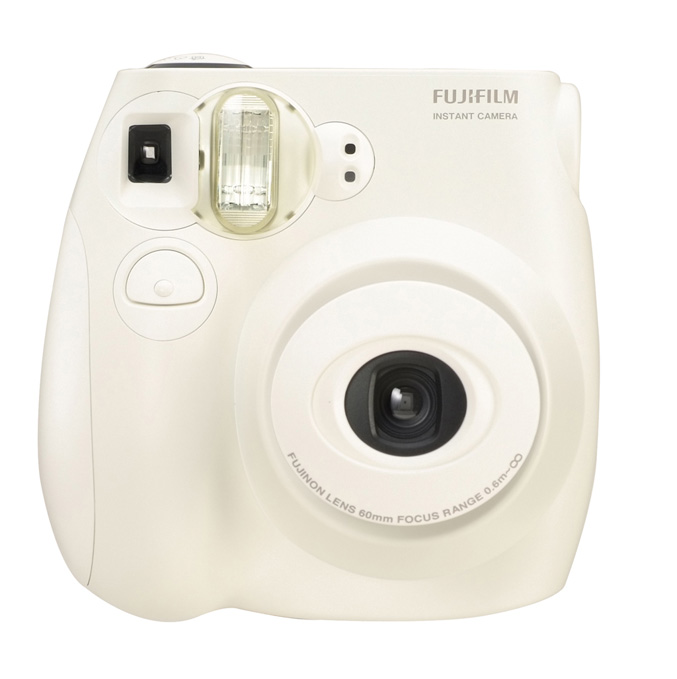 FUJIFILM
INSTANT CAMERA
FUJINON LENS 60mm FOCUS RANGE 0.6m~∞